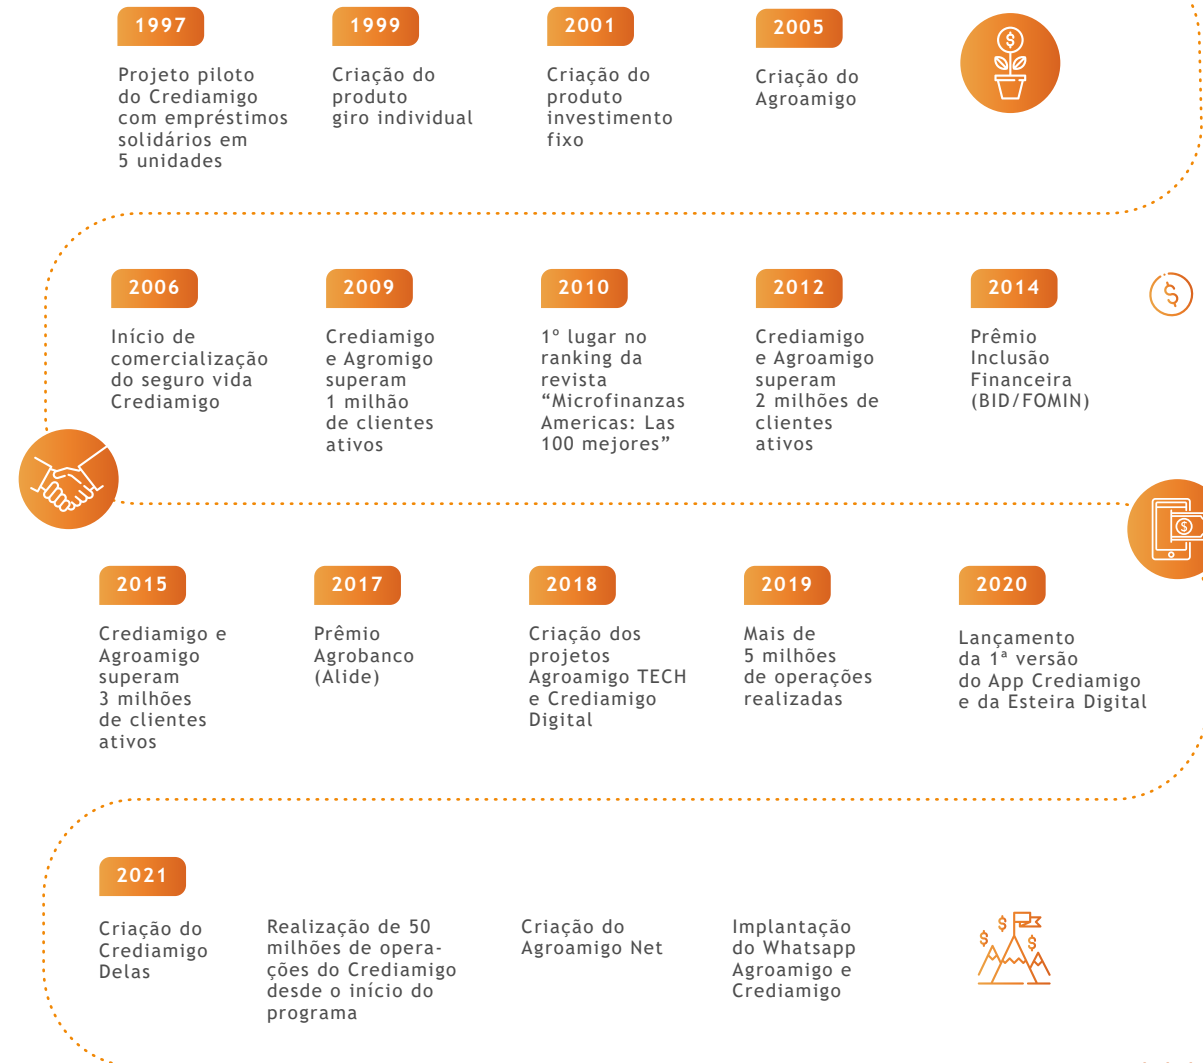 1997
Projeto piloto
do Crediamigo
com empréstimos
solidários em
5 unidades
1999
Criação do
produto
giro individual
2001
Criação do
produto
investimento
fixo
2005
Criação do
Agroamigo
$
2006
Início de
comercialização
do seguro vida
Crediamigo
2009
Crediamigo
e Agromigo
superam
1 milhão
de clientes
ativos
2010
1º lugar no
ranking da
revista
“Microfinanzas
Americas: Las
100 mejores”
2012
Crediamigo
e Agroamigo
superam
2 milhões de
clientes
ativos
2014
Prêmio
Inclusão
Financeira
(BID/FOMIN)
$
$
2015
Crediamigo e
Agroamigo
superam
3 milhões
de clientes
ativos
2017
Prêmio
Agrobanco
(Alide)
2018
Criação dos
projetos
Agroamigo TECH
e Crediamigo
Digital
2019
Mais de
5 milhões
de operações
realizadas
2020
Lançamento
da 1ª versão
do App Crediamigo
e da Esteira Digital
2021
Criação do
Crediamigo
Delas
Realização de 50
milhões de opera-
ções do Crediamigo
desde o início do
programa
Criação do
Agroamigo Net
Implantação
do Whatsapp
Agroamigo e
Crediamigo
$ $ $